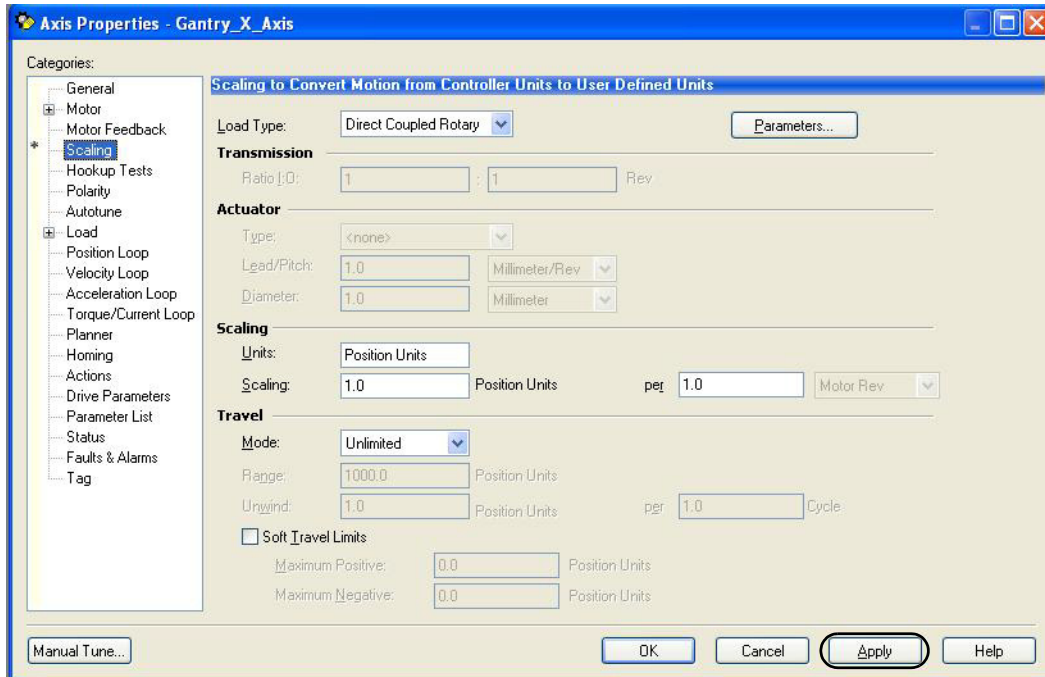 Axis Properties - Gantry_X_Axis
Categories:
General
Motor
Motor Feedback
* Scaling
Hookup Tests
Polarity
Autotune
Load
Position Loop
Velocity Loop
Acceleration Loop
Torque/Current Loop
Planner
Homing
Actions
Drive Parameters
Parameter List
Status
Faults & Alarms
Tag
Scaling to Convert Motion from Controller Units to User Defined Units
Load Type: Direct Coupled Rotary Parameters...
Transmission
Ratio I:O: 1 : 1 Rev
Actuator
Type: <none>
Lead/Pitch: 1.0 Millimeter/Rev
Diameter: 1.0 Millimeter
Scaling
Units: Position Units
Scaling: 1.0 Position Units per 1.0 Motor Rev
Travel
Mode: Unlimited
Range: 1000.0 Position Units
Unwind: 1.0 Position Units per 1.0 Cycle
Soft Travel Limits
Maximum Positive: 0.0 Position Units
Maximum Negative: 0.0 Position Units
Manual Tune... OK Cancel Apply Help